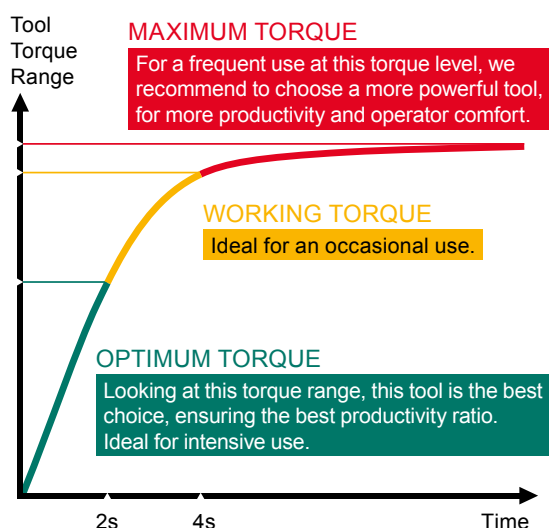 Tool
Torque
Range
MAXIMUM TORQUE
For a frequent use at this torque level, we
recommend to choose a more powerful tool,
for more productivity and operator comfort.
WORKING TORQUE
Ideal for an occasional use.
OPTIMUM TORQUE
Looking at this torque range, this tool is the best
choice, ensuring the best productivity ratio.
Ideal for intensive use.
2s
4s
Time